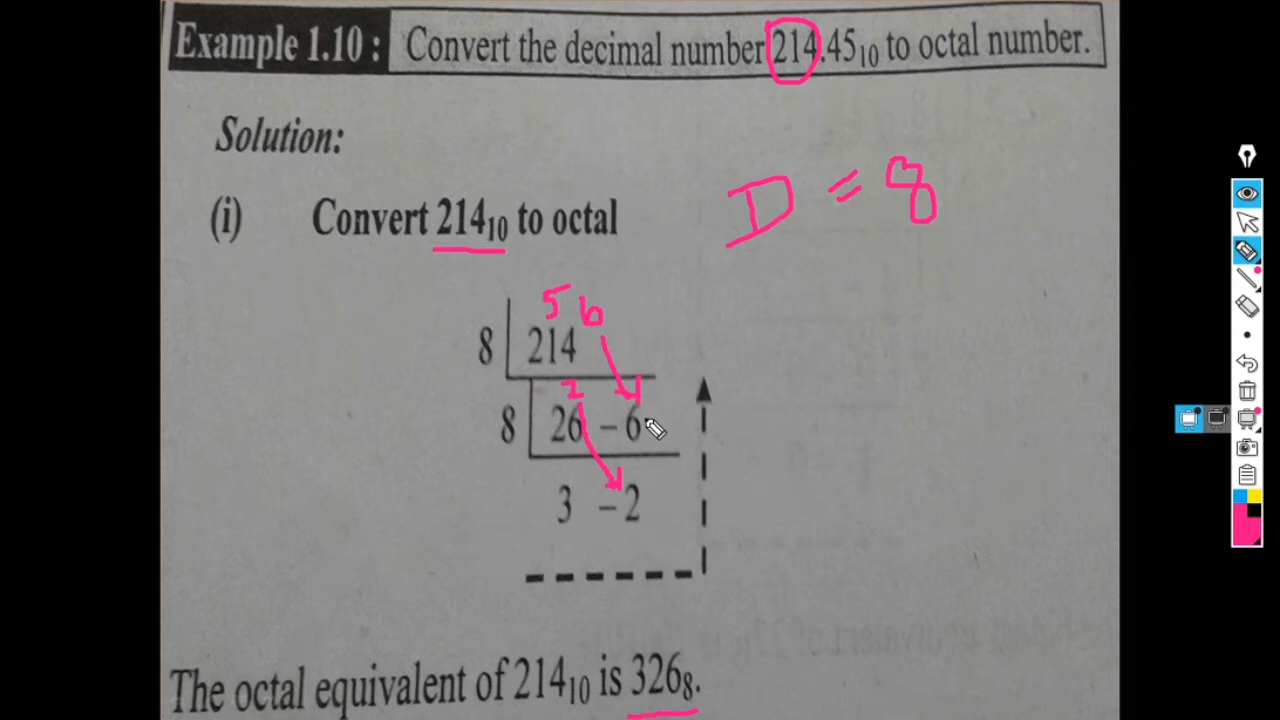 Example 1.10 : Convert the decimal number 214.45₁₀ to octal number.
Solution:
D = 8
(i) Convert 214₁₀ to octal
5 6
8 214
2
8 26 – 6
3 – 2
The octal equivalent of 214₁₀ is 326₈.